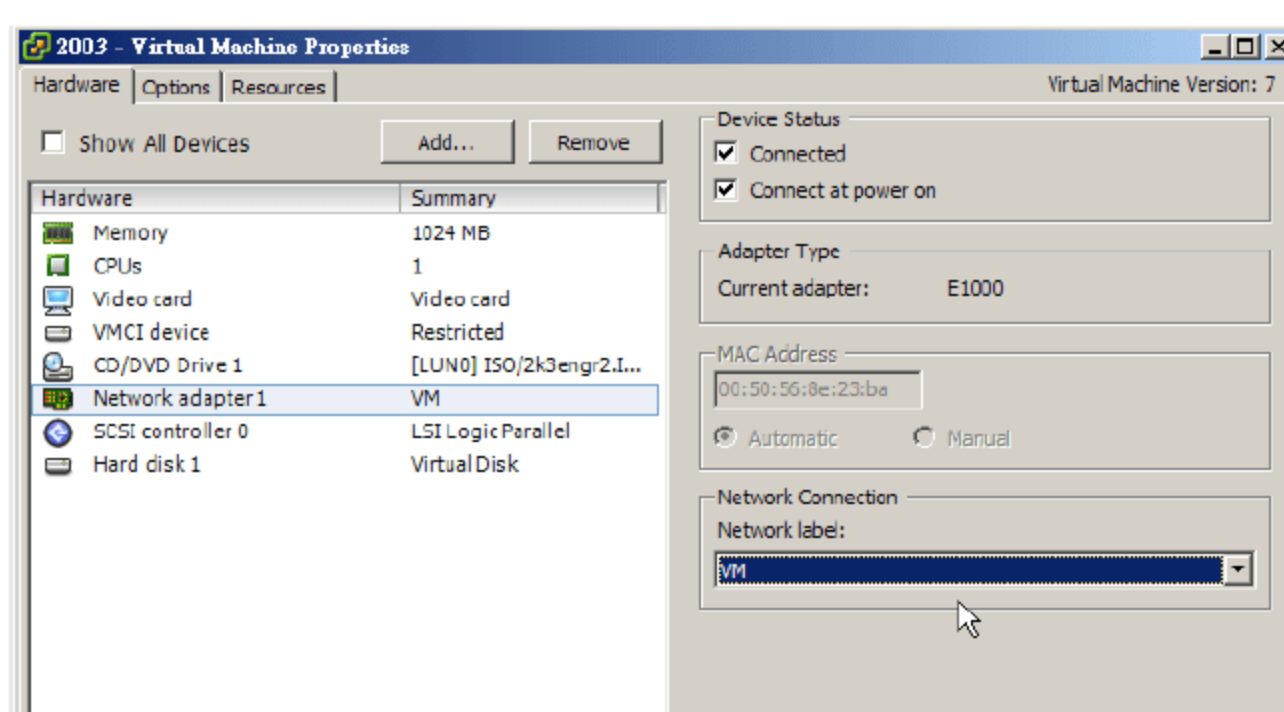 2003 - Virtual Machine Properties
Hardware Options Resources
Virtual Machine Version: 7
Show All Devices
Add...
Remove
Hardware Summary
Memory 1024 MB
CPUs 1
Video card Video card
VMCI device Restricted
CD/DVD Drive 1 [LUN0] ISO/2k3engr2.I...
Network adapter 1 VM
SCSI controller 0 LSI Logic Parallel
Hard disk 1 Virtual Disk
Device Status
Connected
Connect at power on
Adapter Type
Current adapter: E1000
MAC Address
00:50:56:8e:23:ba
Automatic Manual
Network Connection
Network label:
VM